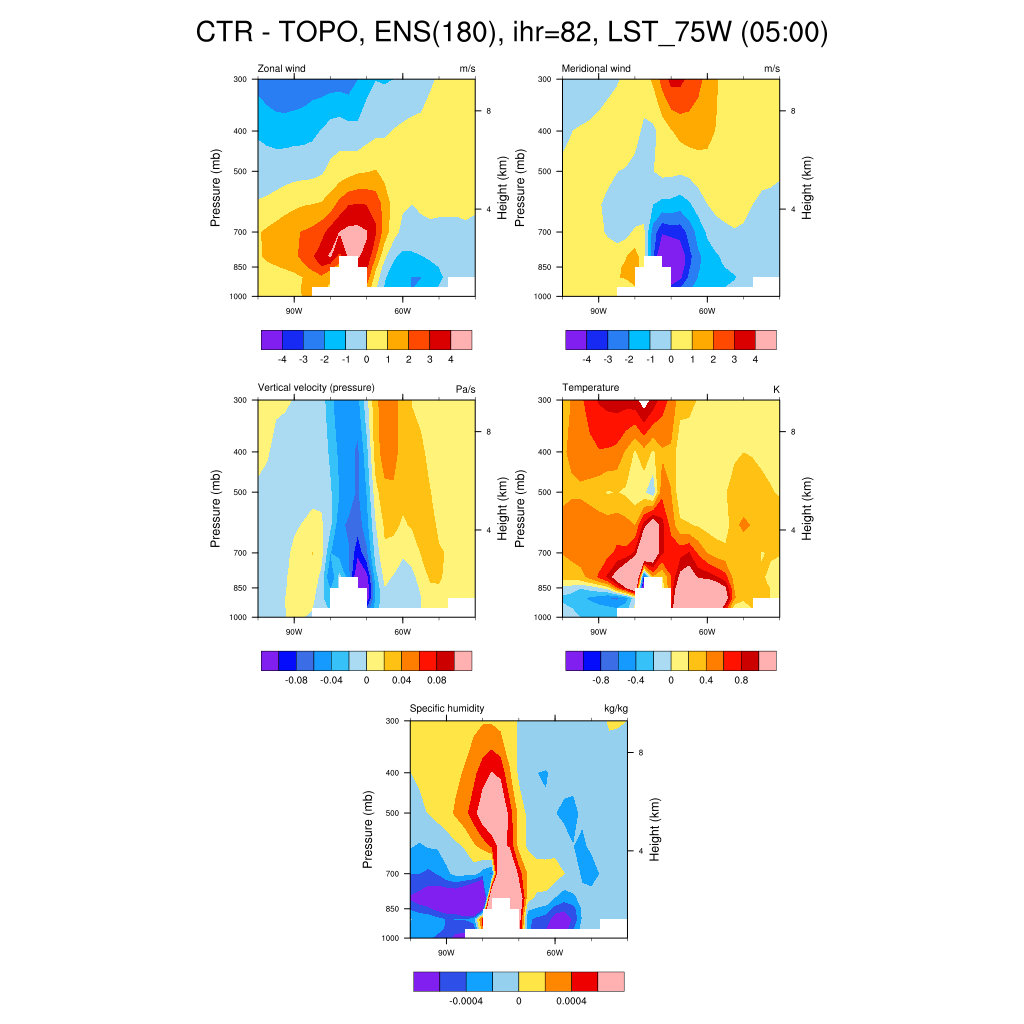 CTR - TOPO, ENS(180), ihr=82, LST_75W (05:00)
Zonal wind m/s
300
400
500
700
850
1000
Pressure (mb)
8
4
Height (km)
90W 60W
-4 -3 -2 -1 0 1 2 3 4
Meridional wind m/s
300
400
500
700
850
1000
Pressure (mb)
8
4
Height (km)
90W 60W
-4 -3 -2 -1 0 1 2 3 4
Vertical velocity (pressure) Pa/s
300
400
500
700
850
1000
Pressure (mb)
8
4
Height (km)
90W 60W
-0.08 -0.04 0 0.04 0.08
Temperature K
300
400
500
700
850
1000
Pressure (mb)
8
4
Height (km)
90W 60W
-0.8 -0.4 0 0.4 0.8
Specific humidity kg/kg
300
400
500
700
850
1000
Pressure (mb)
8
4
Height (km)
90W 60W
-0.0004 0 0.0004